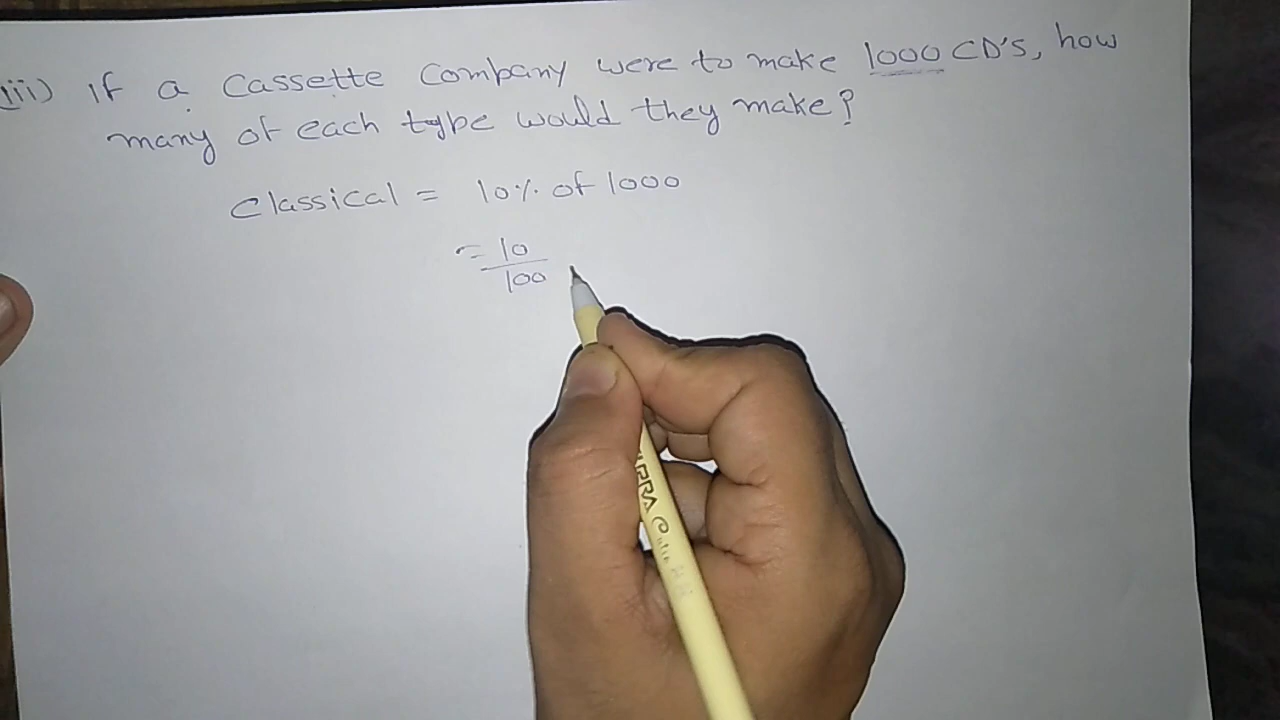 (iii) If a Cassette Company were to make 1000 CD's, how
many of each type would they make?
Classical = 10% of 1000
= 10
100